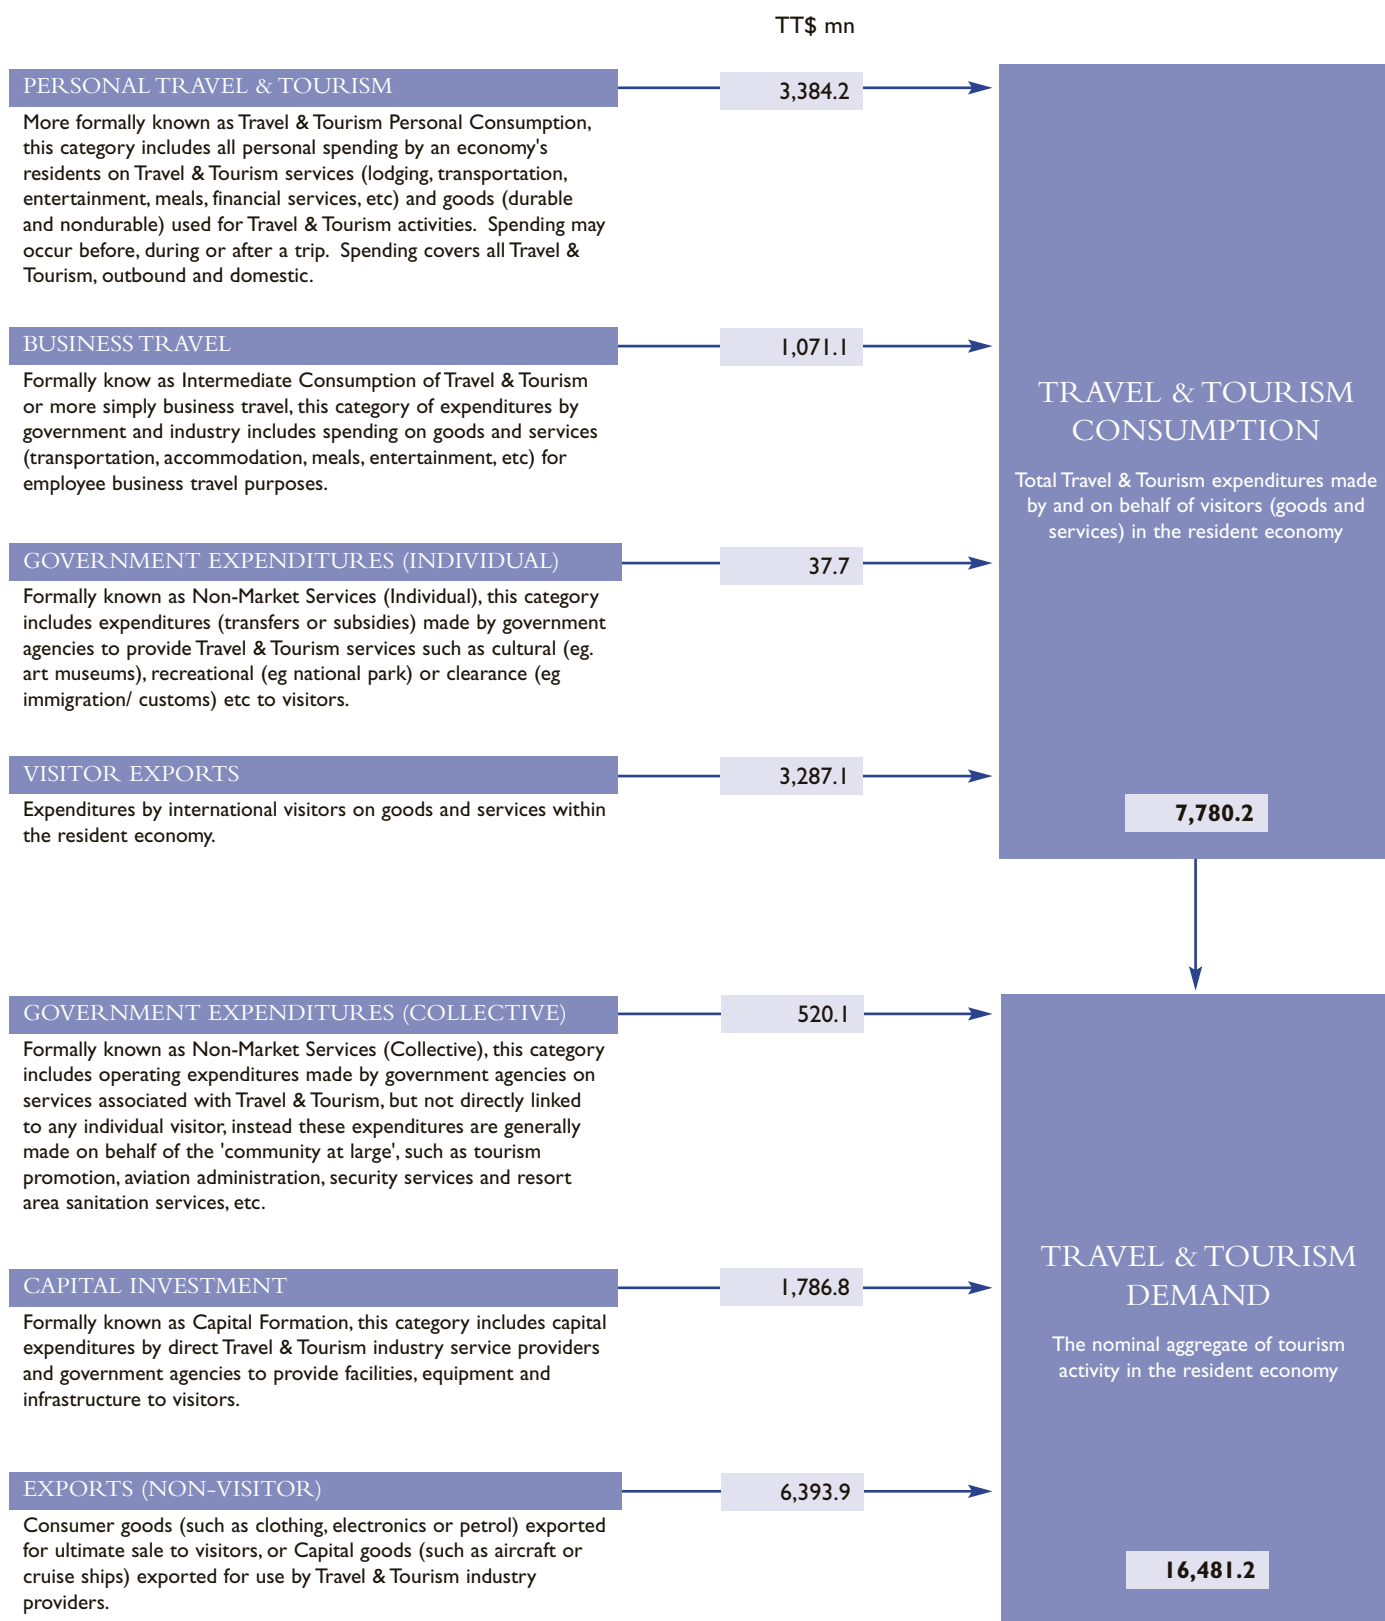 TT$ mn
PERSONAL TRAVEL & TOURISM
3,384.2
More formally known as Travel & Tourism Personal Consumption,
this category includes all personal spending by an economy's
residents on Travel & Tourism services (lodging, transportation,
entertainment, meals, financial services, etc) and goods (durable
and nondurable) used for Travel & Tourism activities. Spending may
occur before, during or after a trip. Spending covers all Travel &
Tourism, outbound and domestic.
BUSINESS TRAVEL
1,071.1
Formally know as Intermediate Consumption of Travel & Tourism
or more simply business travel, this category of expenditures by
government and industry includes spending on goods and services
(transportation, accommodation, meals, entertainment, etc) for
employee business travel purposes.
GOVERNMENT EXPENDITURES (INDIVIDUAL)
37.7
Formally known as Non-Market Services (Individual), this category
includes expenditures (transfers or subsidies) made by government
agencies to provide Travel & Tourism services such as cultural (eg.
art museums), recreational (eg national park) or clearance (eg
immigration/ customs) etc to visitors.
VISITOR EXPORTS
3,287.1
Expenditures by international visitors on goods and services within
the resident economy.
TRAVEL & TOURISM
CONSUMPTION
Total Travel & Tourism expenditures made
by and on behalf of visitors (goods and
services) in the resident economy
7,780.2
GOVERNMENT EXPENDITURES (COLLECTIVE)
520.1
Formally known as Non-Market Services (Collective), this category
includes operating expenditures made by government agencies on
services associated with Travel & Tourism, but not directly linked
to any individual visitor, instead these expenditures are generally
made on behalf of the 'community at large', such as tourism
promotion, aviation administration, security services and resort
area sanitation services, etc.
CAPITAL INVESTMENT
1,786.8
Formally known as Capital Formation, this category includes capital
expenditures by direct Travel & Tourism industry service providers
and government agencies to provide facilities, equipment and
infrastructure to visitors.
EXPORTS (NON-VISITOR)
6,393.9
Consumer goods (such as clothing, electronics or petrol) exported
for ultimate sale to visitors, or Capital goods (such as aircraft or
cruise ships) exported for use by Travel & Tourism industry
providers.
TRAVEL & TOURISM
DEMAND
The nominal aggregate of tourism
activity in the resident economy
16,481.2